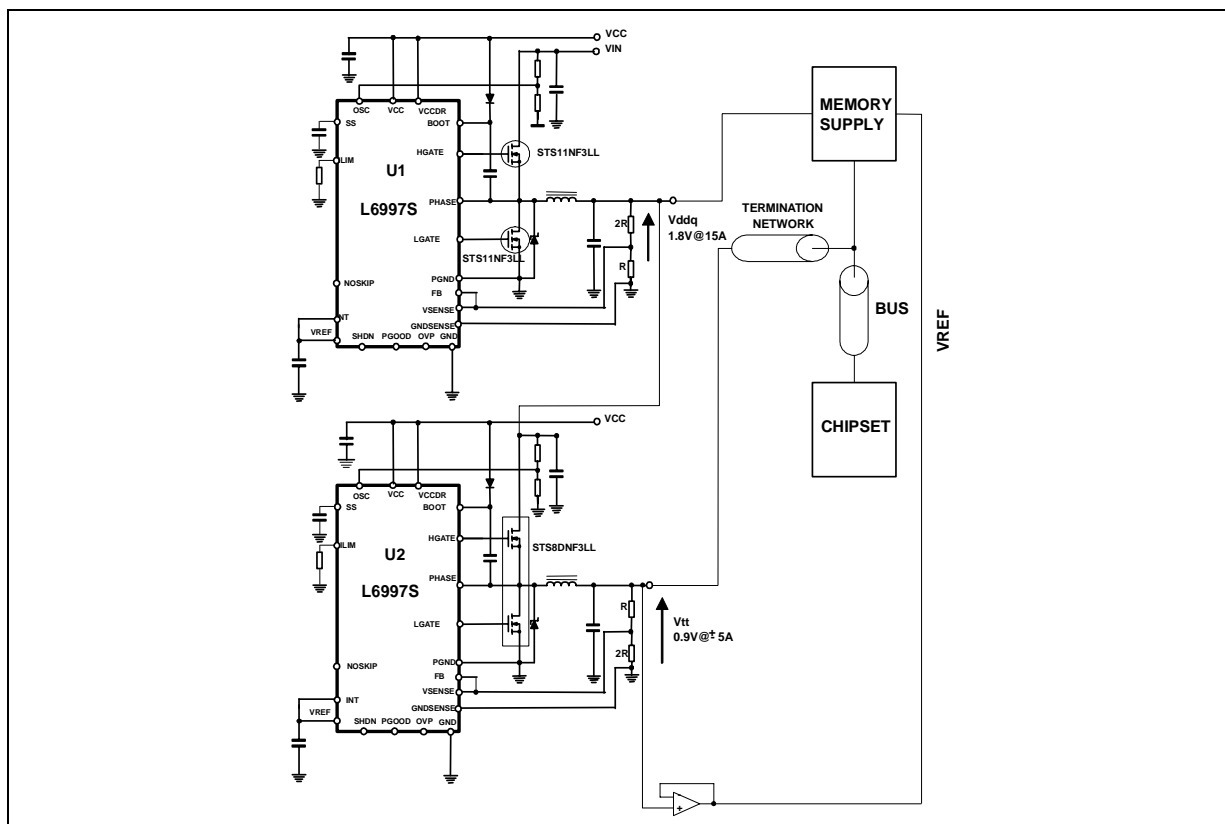 VCC
VIN
OSC
VCC
VCCDR
SS
BOOT
ILIM
HGATE
STS11NF3LL
U1
L6997S
PHASE
2R
Vddq
1.8V@15A
LGATE
STS11NF3LL
R
PGND
NOSKIP
FB
VSENSE
NT
GNDSENSE
VREF
SHDN
PGOOD
OVP
GND
MEMORY
SUPPLY
TERMINATION
NETWORK
BUS
VREF
CHIPSET
VCC
OSC
VCC
VCCDR
SS
BOOT
HGATE
STS8DNF3LL
ILIM
U2
L6997S
PHASE
R
Vtt
0.9V@± 5A
LGATE
2R
PGND
NOSKIP
FB
VSENSE
INT
GNDSENSE
VREF
SHDN
PGOOD
OVP
GND
-
+